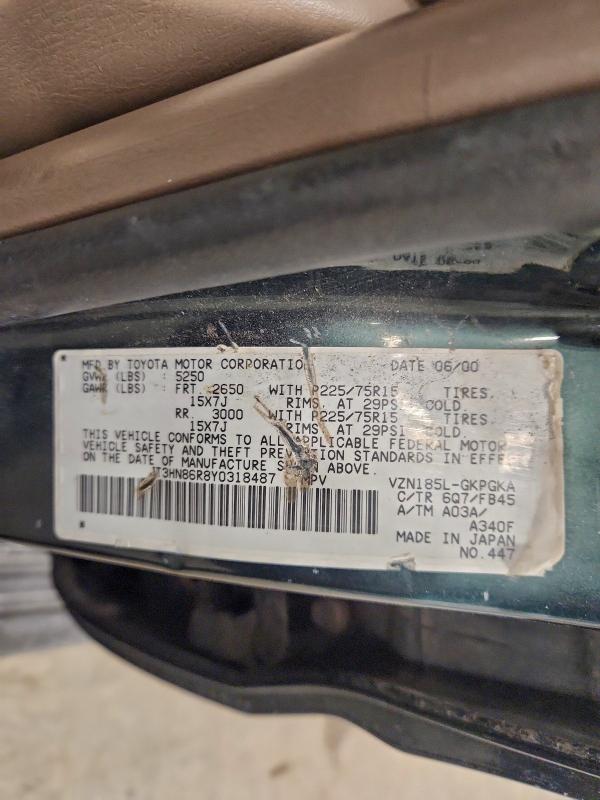 MFD BY TOYOTA MOTOR CORPORATION DATE 06/00
GVWR (LBS) : 5250
GAWR (LBS) : FRT 2650 WITH P225/75R15 TIRES.
15X7J RIMS. AT 29PSI COLD.
RR. 3000 WITH P225/75R15 TIRES.
15X7J RIMS. AT 29PSI COLD.
THIS VEHICLE CONFORMS TO ALL APPLICABLE FEDERAL MOTOR
VEHICLE SAFETY AND THEFT PREVENTION STANDARDS IN EFFECT
ON THE DATE OF MANUFACTURE SHOWN ABOVE.
JT3HN86R8Y0318487 MPV VZN185L-GKPGKA
C/TR 6Q7/FB45
A/TM A03A/
A340F
MADE IN JAPAN
NO.447